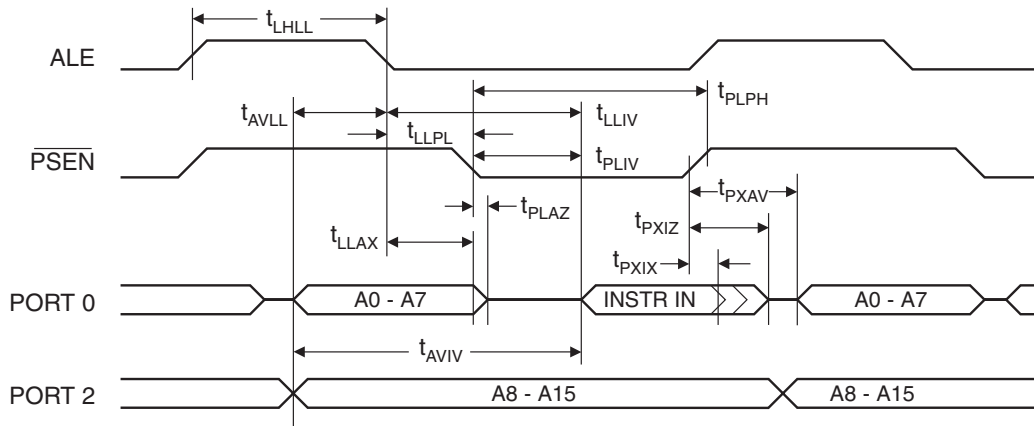 tLHLL
ALE
tPLPH
tAVLL
tLLIV
tLLPL
PSEN
tPLIV
tPXAV
tPLAZ
tPXIZ
tLLAX
tPXIX
PORT 0
A0 - A7
INSTR IN
A0 - A7
tAVIV
PORT 2
A8 - A15
A8 - A15